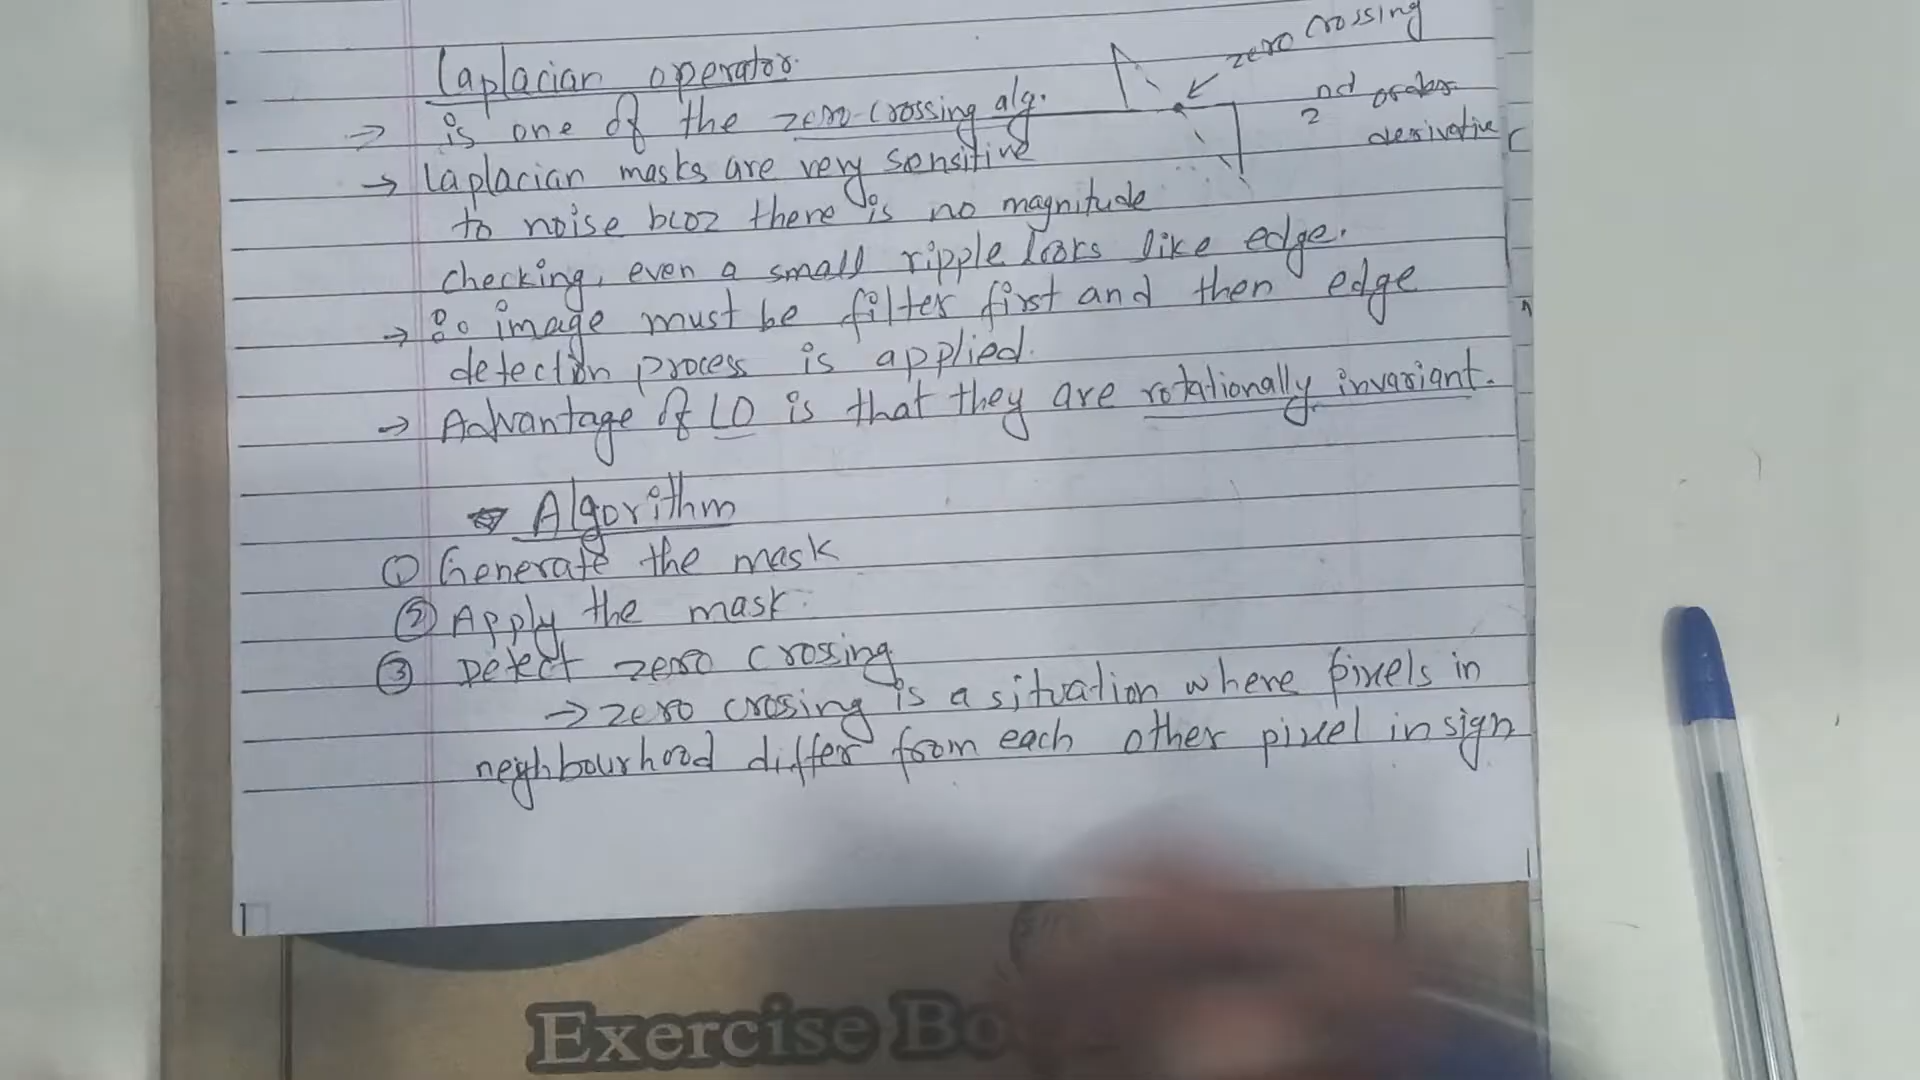 Laplacian operator
zero crossing
2nd order
derivative
→ is one of the zero-crossing alg.
→ Laplacian masks are very sensitive
to noise bcoz there is no magnitude
checking, even a small ripple looks like edge.
→ ∴ image must be filter first and then edge
detection process is applied.
→ Advantage of LO is that they are rotationally invariant.
Algorithm
① Generate the mask
② Apply the mask.
③ Detect zero crossing
→ zero crossing is a situation where pixels in
neighbourhood differ from each other pixel in sign
Exercise